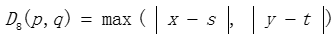 D₈(p,q) = max(|x-s|, |y-t|)